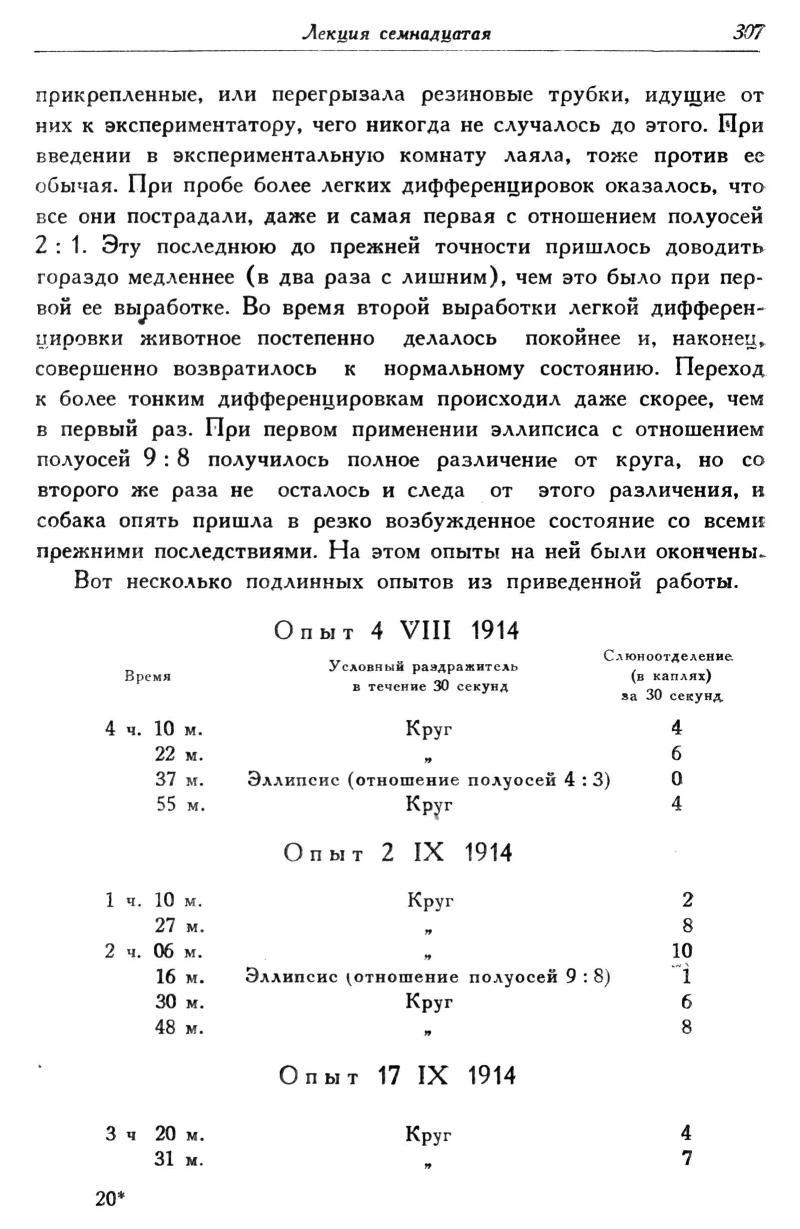 Лекция семнадцатая 307
прикрепленные, или перегрызала резиновые трубки, идущие от
них к экспериментатору, чего никогда не случалось до этого. При
введении в экспериментальную комнату лаяла, тоже против ее
обычая. При пробе более легких дифференцировок оказалось, что
все они пострадали, даже и самая первая с отношением полуосей
2 : 1. Эту последнюю до прежней точности пришлось доводить
гораздо медленнее (в два раза с лишним), чем это было при пер-
вой ее выработке. Во время второй выработки легкой дифферен-
цировки животное постепенно делалось покойнее и, наконец,
совершенно возвратилось к нормальному состоянию. Переход
к более тонким дифференцировкам происходил даже скорее, чем
в первый раз. При первом применении эллипсиса с отношением
полуосей 9 : 8 получилось полное различение от круга, но со
второго же раза не осталось и следа от этого различения, и
собака опять пришла в резко возбужденное состояние со всеми
прежними последствиями. На этом опыты на ней были окончены.
Вот несколько подлинных опытов из приведенной работы.
Опыт 4 VIII 1914
Время
Условный раздражитель
в течение 30 секунд
Слюноотделение
(в каплях)
за 30 секунд
4 ч. 10 м. Круг 4
22 м. „ 6
37 м. Эллипсис (отношение полуосей 4 : 3) 0
55 м. Круг 4
Опыт 2 IX 1914
1 ч. 10 м. Круг 2
27 м. „ 8
2 ч. 06 м. „ 10
16 м. Эллипсис (отношение полуосей 9 : 8) 1
30 м. Круг 6
48 м. „ 8
Опыт 17 IX 1914
3 ч 20 м. Круг 4
31 м. „ 7
20*